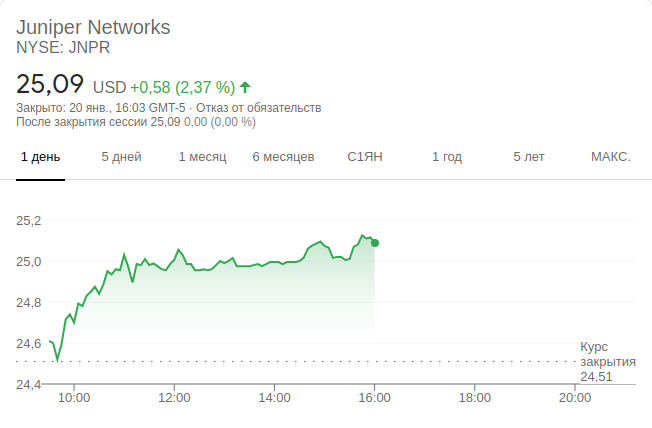 Juniper Networks
NYSE: JNPR
25,09 USD +0,58 (2,37 %)
Закрыто: 20 янв., 16:03 GMT-5 · Отказ от обязательств
После закрытия сессии 25,09 0,00 (0,00 %)
1 день 5 дней 1 месяц 6 месяцев С1ЯН 1 год 5 лет МАКС.
25,2
25,0
24,8
24,6
24,4
Курс
закрытия
24,51
10:00 12:00 14:00 16:00 18:00 20:00